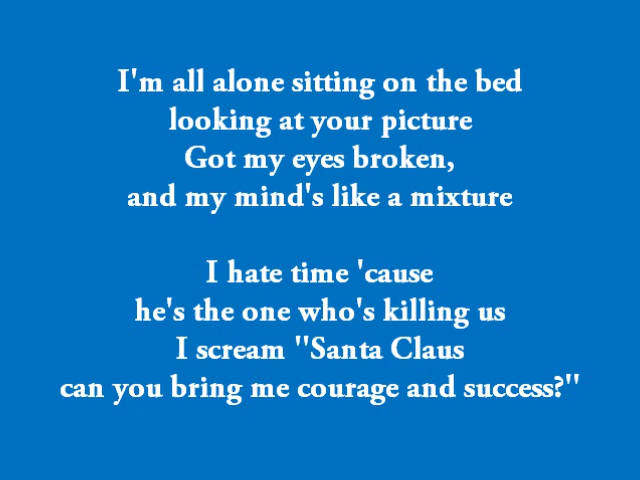 I'm all alone sitting on the bed
looking at your picture
Got my eyes broken,
and my mind's like a mixture
I hate time 'cause
he's the one who's killing us
I scream "Santa Claus
can you bring me courage and success?"